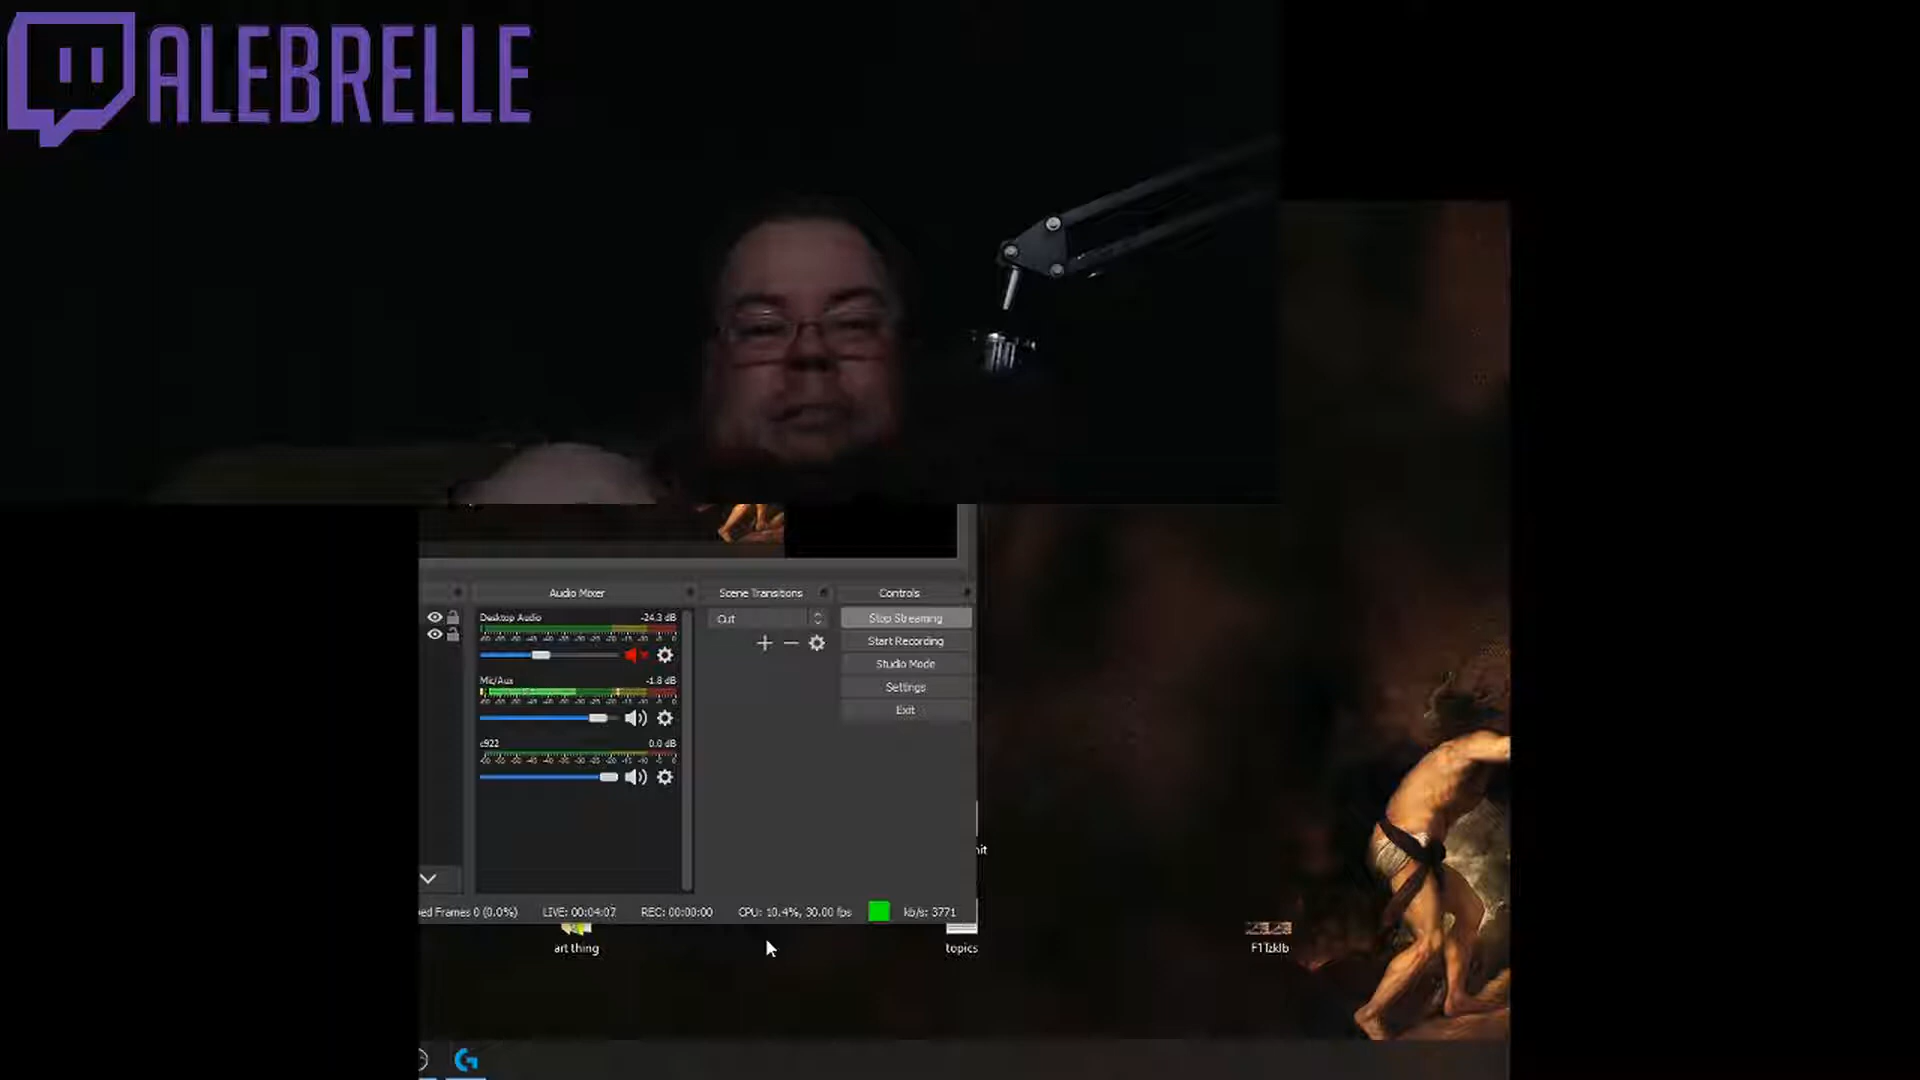 ALEBRELLE
Audio Mixer
Scene Transitions
Controls
Desktop Audio
-24.3 dB
Cut
Stop Streaming
Start Recording
Studio Mode
Mic/Aux
-1.8 dB
Settings
Exit
c922
0.0 dB
ed Frames 0 (0.0%)
LIVE: 00:04:07
REC: 00:00:00
CPU: 10.4%, 30.00 fps
kb/s: 3771
art thing
topics